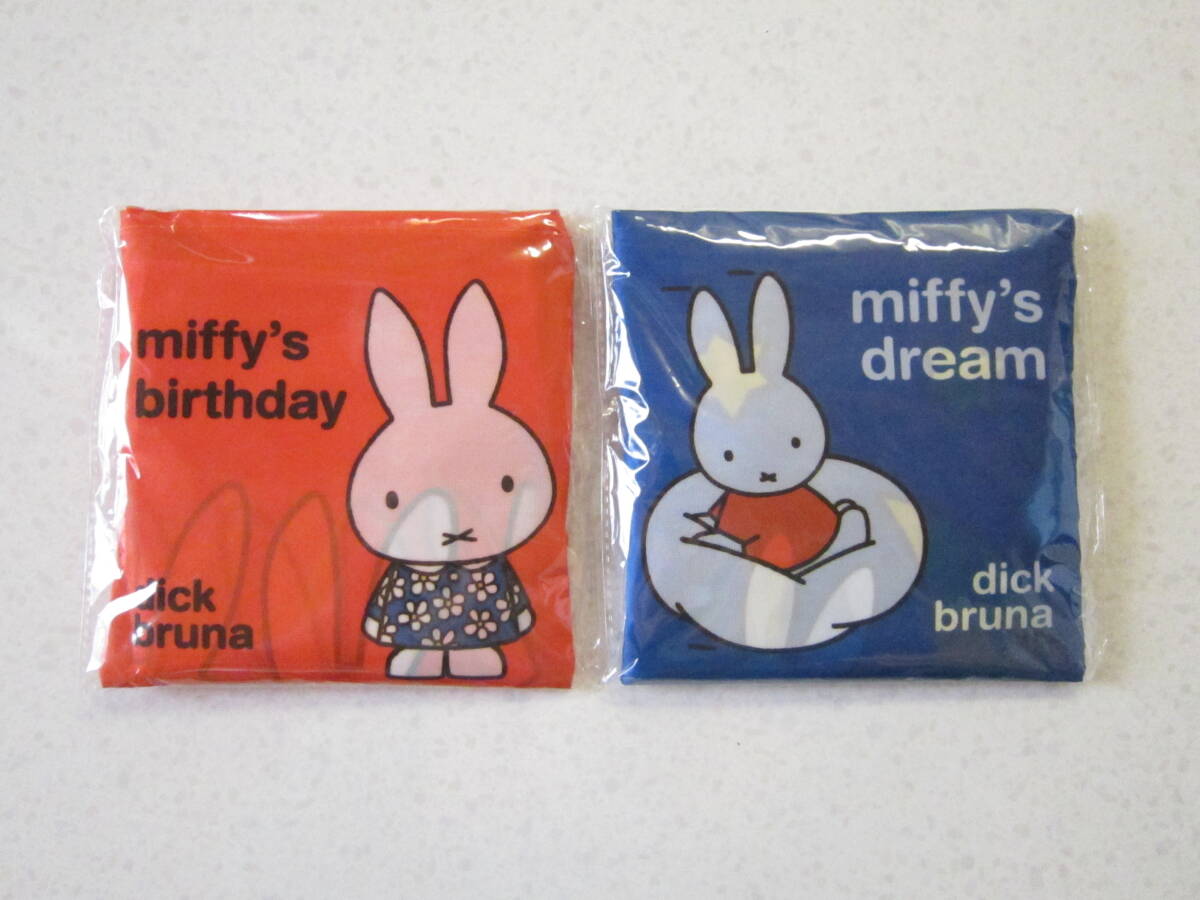 miffy's
birthday
dick
bruna
miffy's
dream
dick
bruna